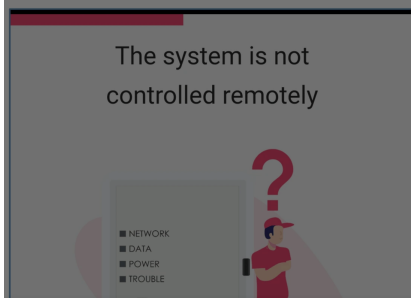 The system is not
controlled remotely
?
NETWORK
DATA
POWER
TROUBLE